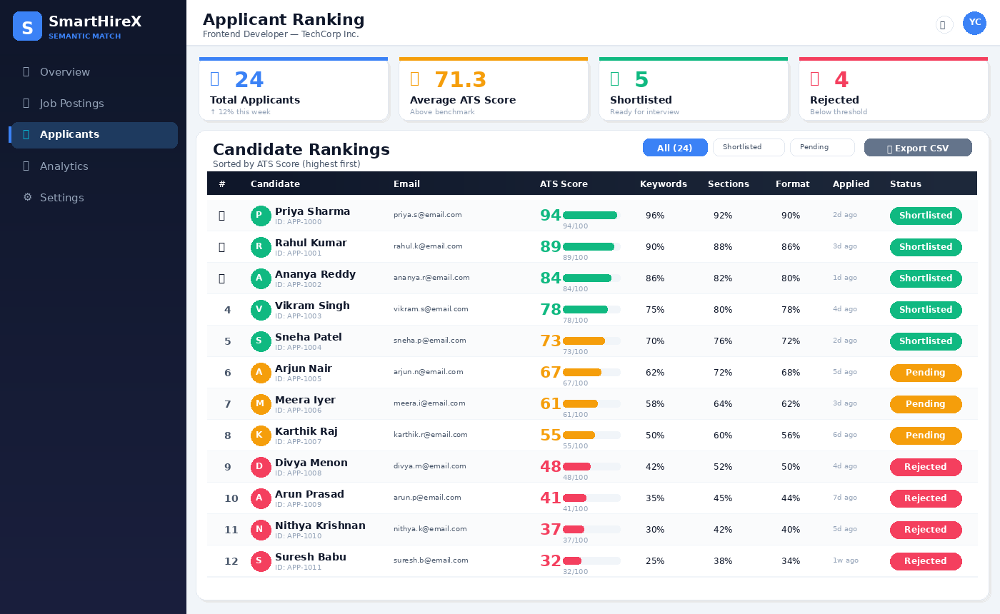 S
SmartHireX
SEMANTIC MATCH
Overview
Job Postings
Applicants
Analytics
⚙ Settings
Applicant Ranking
Frontend Developer — TechCorp Inc.
YC
24
Total Applicants
↑ 12% this week
71.3
Average ATS Score
Above benchmark
5
Shortlisted
Ready for interview
4
Rejected
Below threshold
Candidate Rankings
Sorted by ATS Score (highest first)
All (24) Shortlisted Pending Export CSV
# Candidate Email ATS Score Keywords Sections Format Applied Status
P Priya Sharma priya.s@email.com 94 96% 92% 90% 2d ago Shortlisted
ID: APP-1000 94/100
R Rahul Kumar rahul.k@email.com 89 90% 88% 86% 3d ago Shortlisted
ID: APP-1001 89/100
A Ananya Reddy ananya.r@email.com 84 86% 82% 80% 1d ago Shortlisted
ID: APP-1002 84/100
4 V Vikram Singh vikram.s@email.com 78 75% 80% 78% 4d ago Shortlisted
ID: APP-1003 78/100
5 S Sneha Patel sneha.p@email.com 73 70% 76% 72% 2d ago Shortlisted
ID: APP-1004 73/100
6 A Arjun Nair arjun.n@email.com 67 62% 72% 68% 5d ago Pending
ID: APP-1005 67/100
7 M Meera Iyer meera.i@email.com 61 58% 64% 62% 3d ago Pending
ID: APP-1006 61/100
8 K Karthik Raj karthik.r@email.com 55 50% 60% 56% 6d ago Pending
ID: APP-1007 55/100
9 D Divya Menon divya.m@email.com 48 42% 52% 50% 4d ago Rejected
ID: APP-1008 48/100
10 A Arun Prasad arun.p@email.com 41 35% 45% 44% 7d ago Rejected
ID: APP-1009 41/100
11 N Nithya Krishnan nithya.k@email.com 37 30% 42% 40% 5d ago Rejected
ID: APP-1010 37/100
12 S Suresh Babu suresh.b@email.com 32 25% 38% 34% 1w ago Rejected
ID: APP-1011 32/100